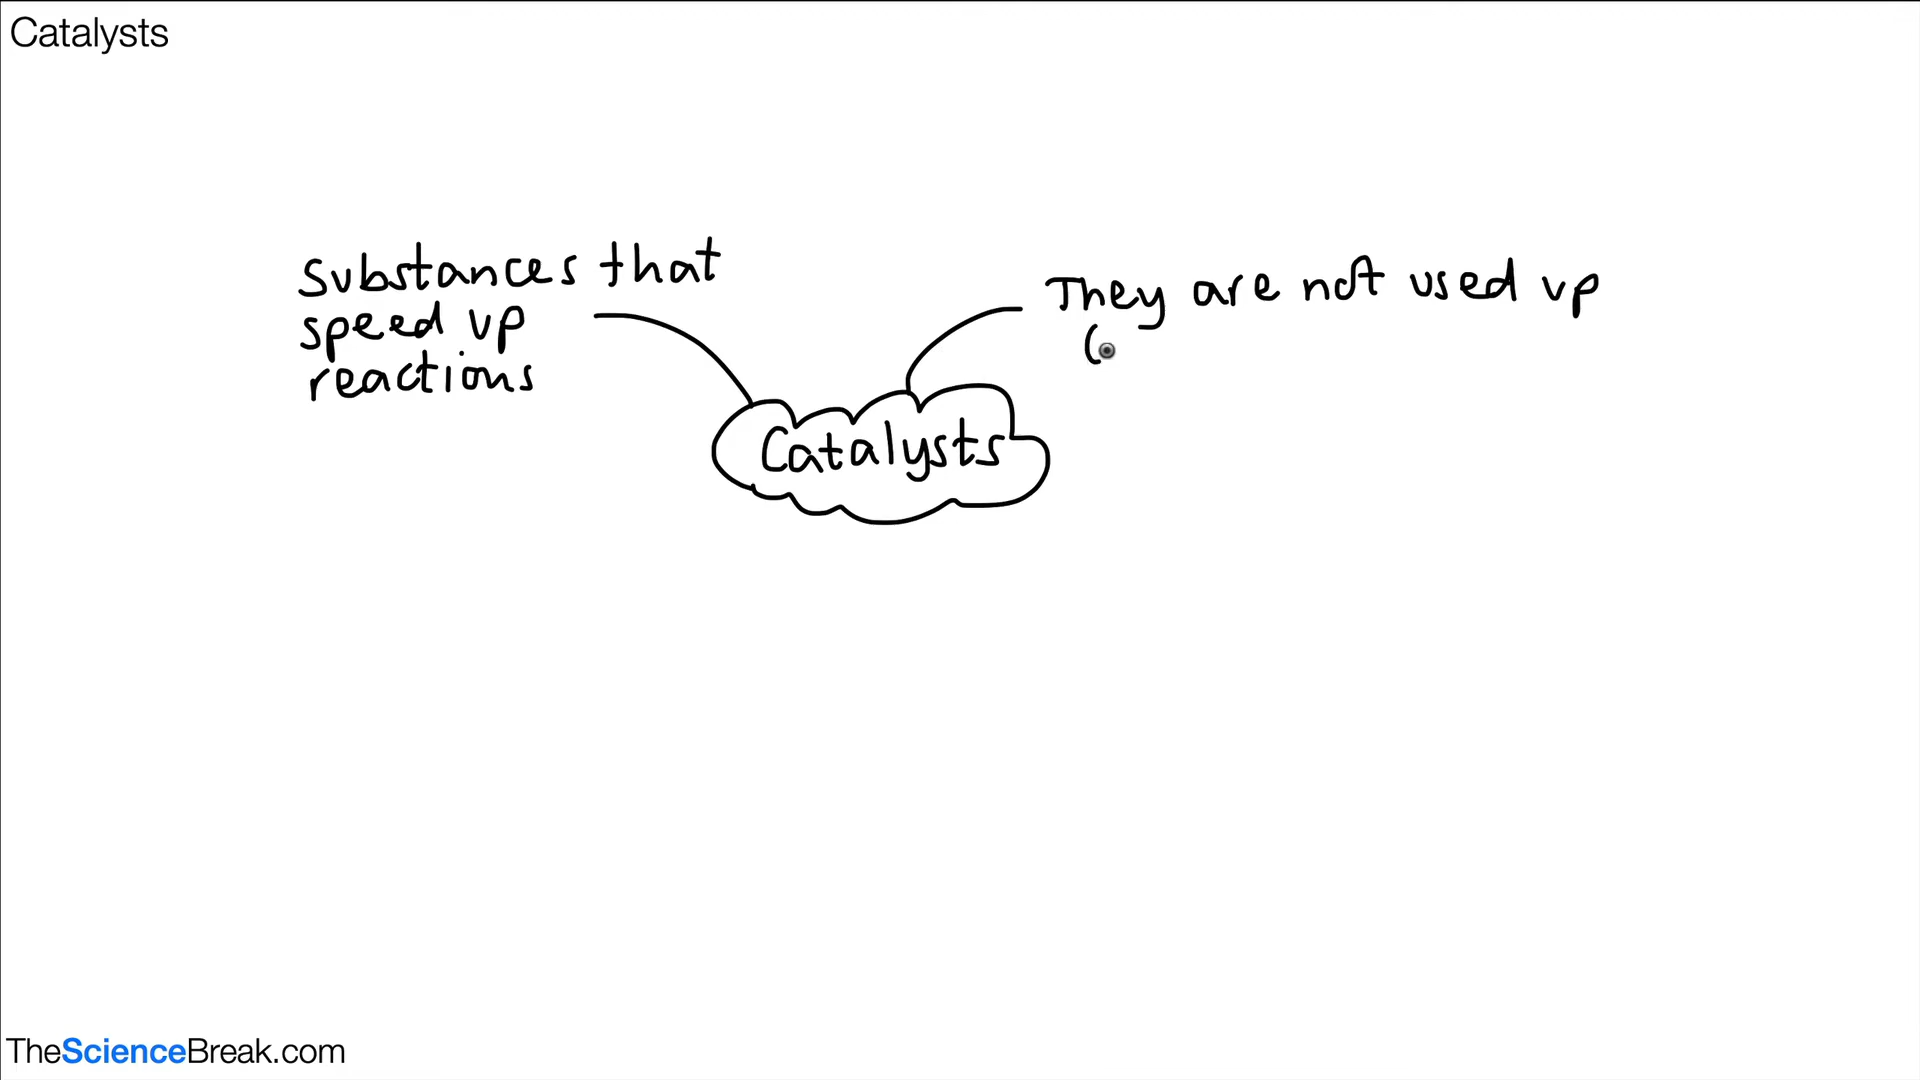 Catalysts
Substances that
speed up
reactions
They are not used up
(
Catalysts
TheScienceBreak.com